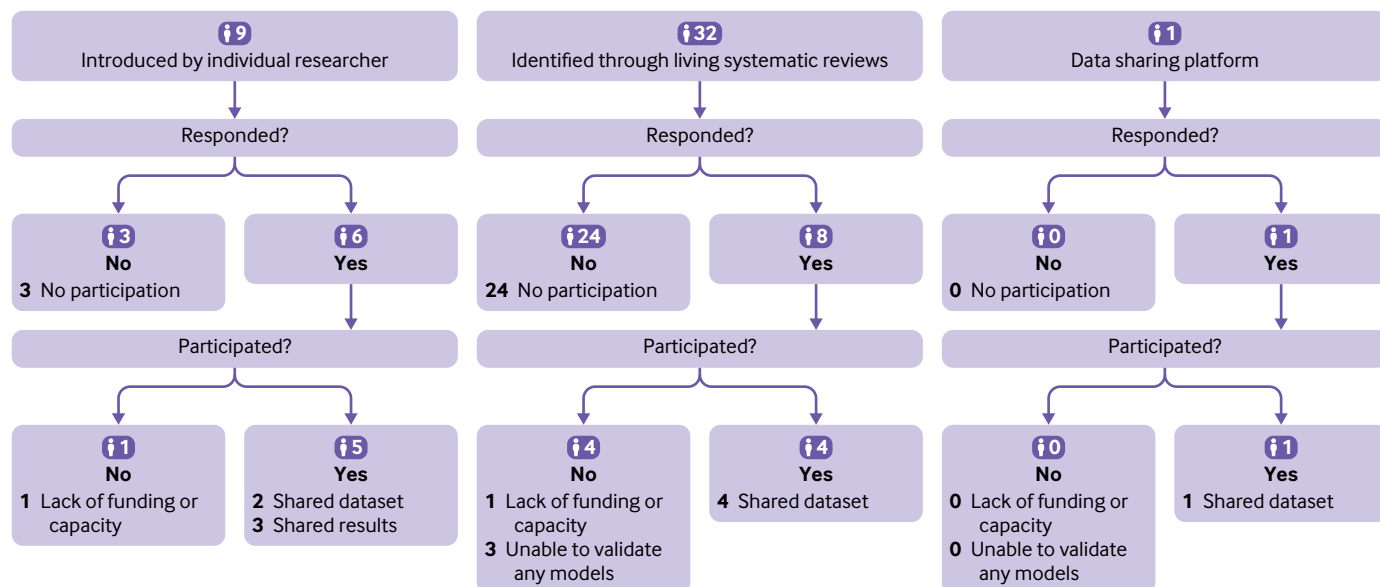 9
Introduced by individual researcher
Responded?
3
No
3 No participation
6
Yes
Participated?
1
No
1 Lack of funding or
capacity
5
Yes
2 Shared dataset
3 Shared results
32
Identified through living systematic reviews
Responded?
24
No
24 No participation
8
Yes
Participated?
4
No
1 Lack of funding or
capacity
3 Unable to validate
any models
4
Yes
4 Shared dataset
1
Data sharing platform
Responded?
0
No
0 No participation
1
Yes
Participated?
0
No
0 Lack of funding or
capacity
0 Unable to validate
any models
1
Yes
1 Shared dataset